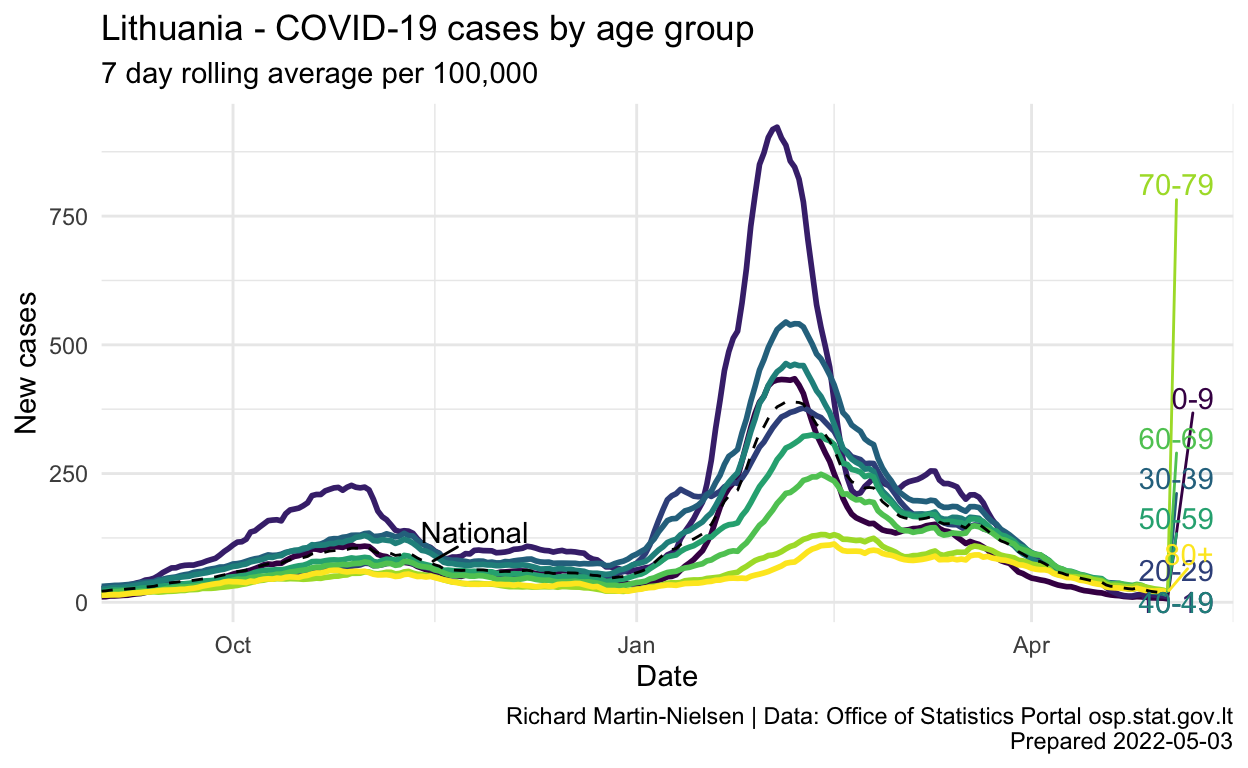 Lithuania - COVID-19 cases by age group
7 day rolling average per 100,000
New cases
750
500
250
0
70-79
0-9
60-69
30-39
50-59
80+
20-29
40-49
National
Oct
Jan
Apr
Date
Richard Martin-Nielsen | Data: Office of Statistics Portal osp.stat.gov.lt
Prepared 2022-05-03